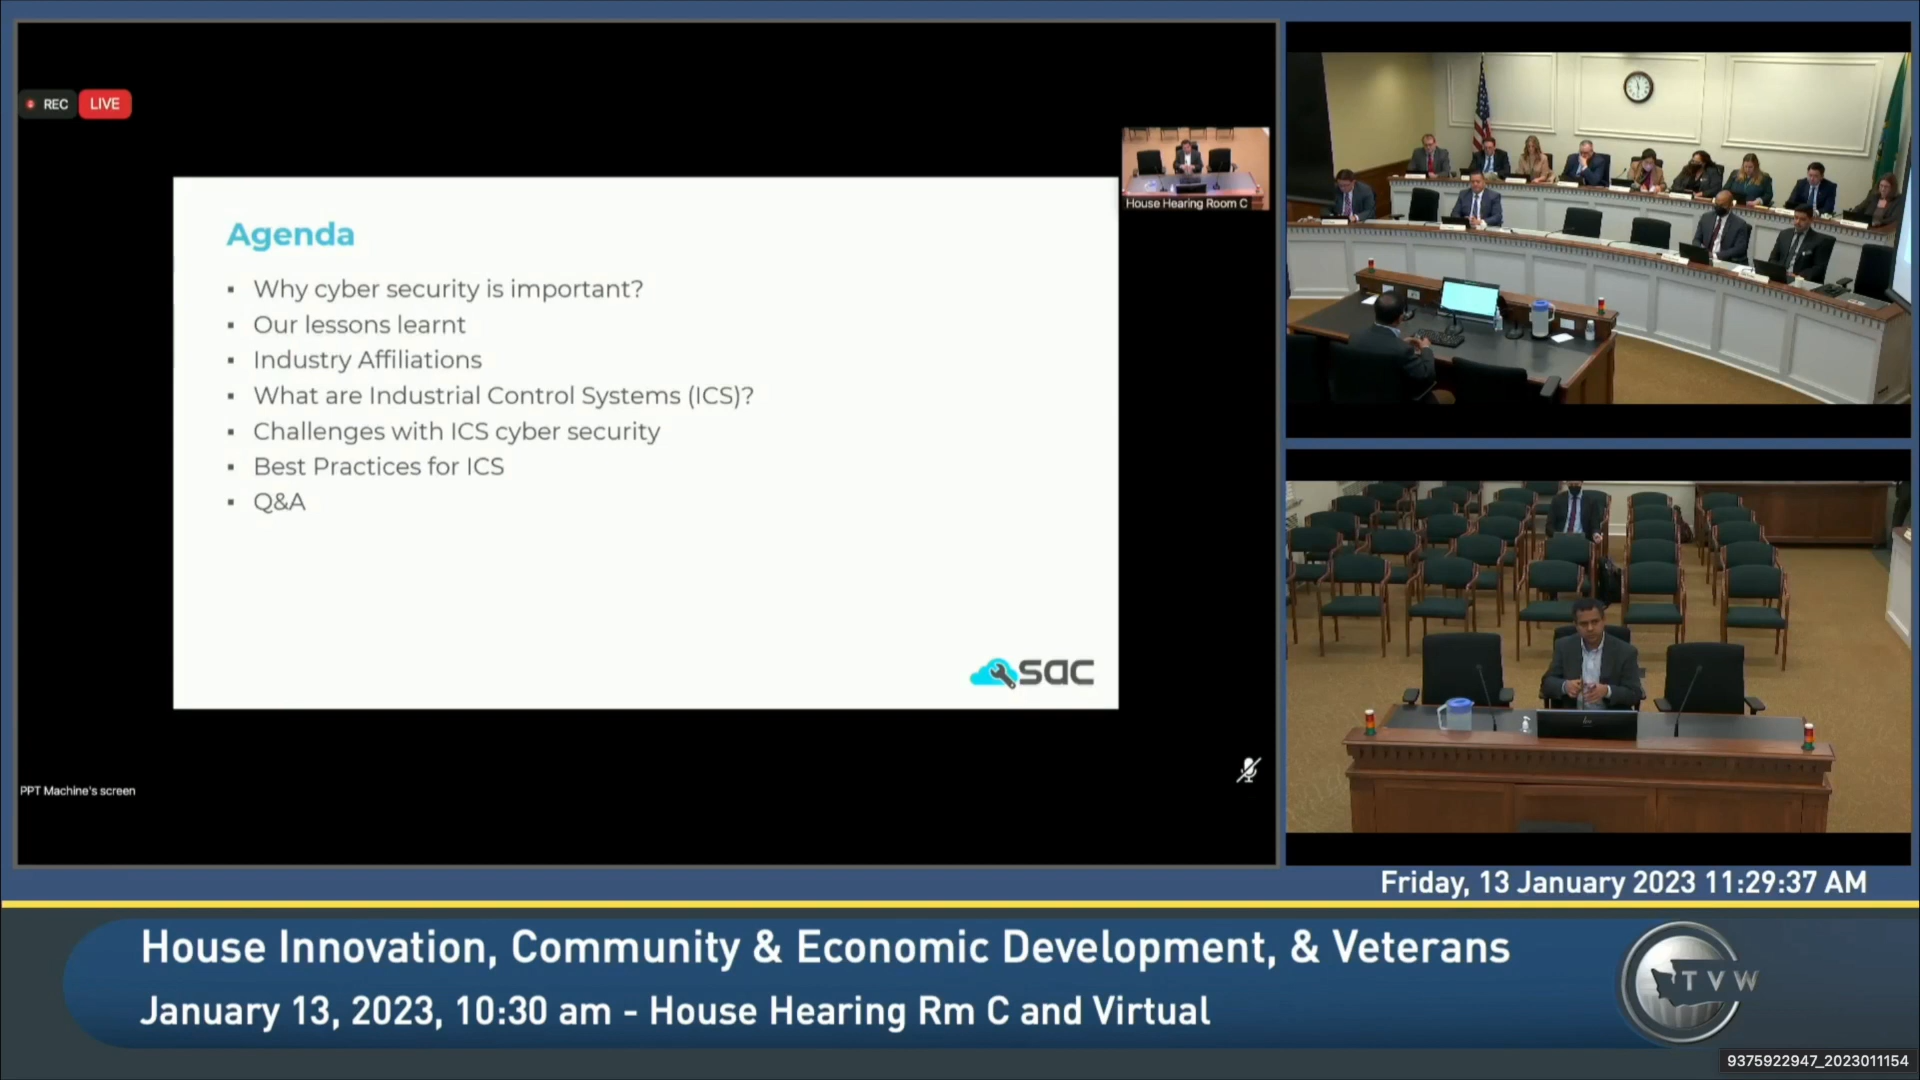 REC LIVE
House Hearing Room C
Agenda
▪ Why cyber security is important?
▪ Our lessons learnt
▪ Industry Affiliations
▪ What are Industrial Control Systems (ICS)?
▪ Challenges with ICS cyber security
▪ Best Practices for ICS
▪ Q&A
sac
PPT Machine's screen
Friday, 13 January 2023 11:29:37 AM
House Innovation, Community & Economic Development, & Veterans
January 13, 2023, 10:30 am - House Hearing Rm C and Virtual
TVW
9375922947_2023011154